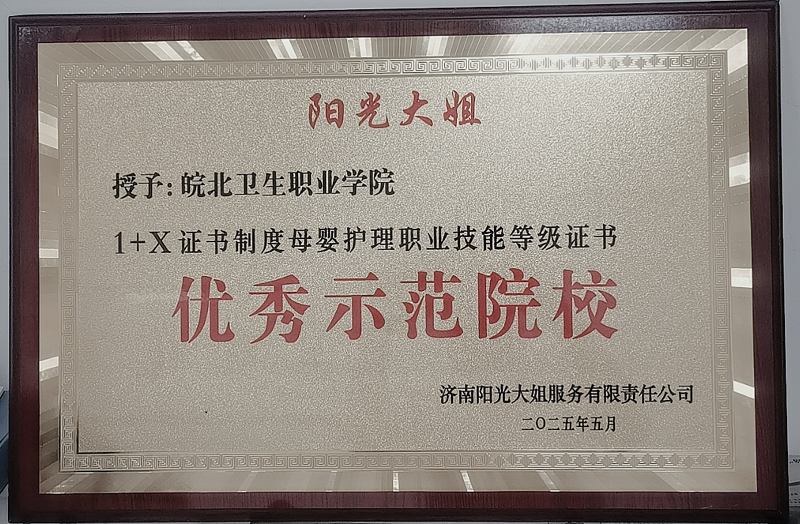 阳光大姐
授予：皖北卫生职业学院
1+X证书制度母婴护理职业技能等级证书
优秀示范院校
济南阳光大姐服务有限责任公司
二〇二五年五月